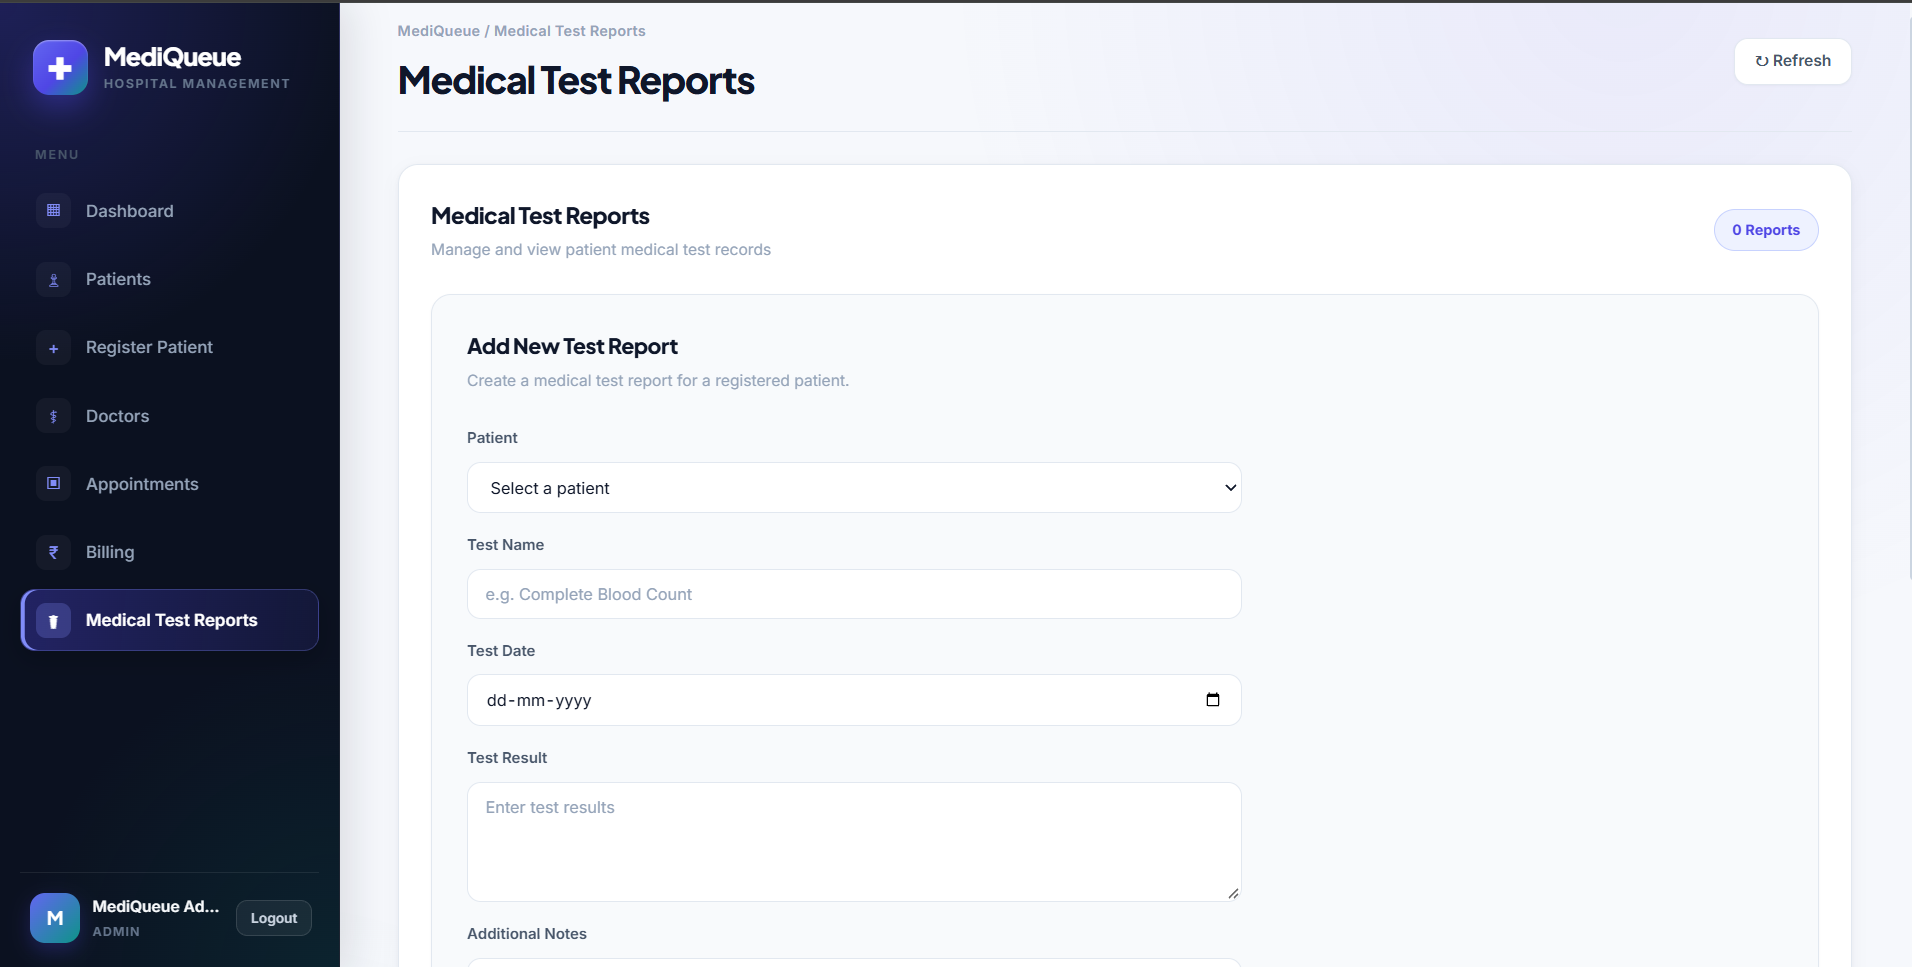 MediQueue
HOSPITAL MANAGEMENT
MENU
Dashboard
Patients
+ Register Patient
Doctors
Appointments
₹ Billing
Medical Test Reports
M
MediQueue Ad...
ADMIN
Logout
MediQueue / Medical Test Reports
Medical Test Reports
↻ Refresh
Medical Test Reports
Manage and view patient medical test records
0 Reports
Add New Test Report
Create a medical test report for a registered patient.
Patient
Select a patient
Test Name
e.g. Complete Blood Count
Test Date
dd-mm-yyyy
Test Result
Enter test results
Additional Notes